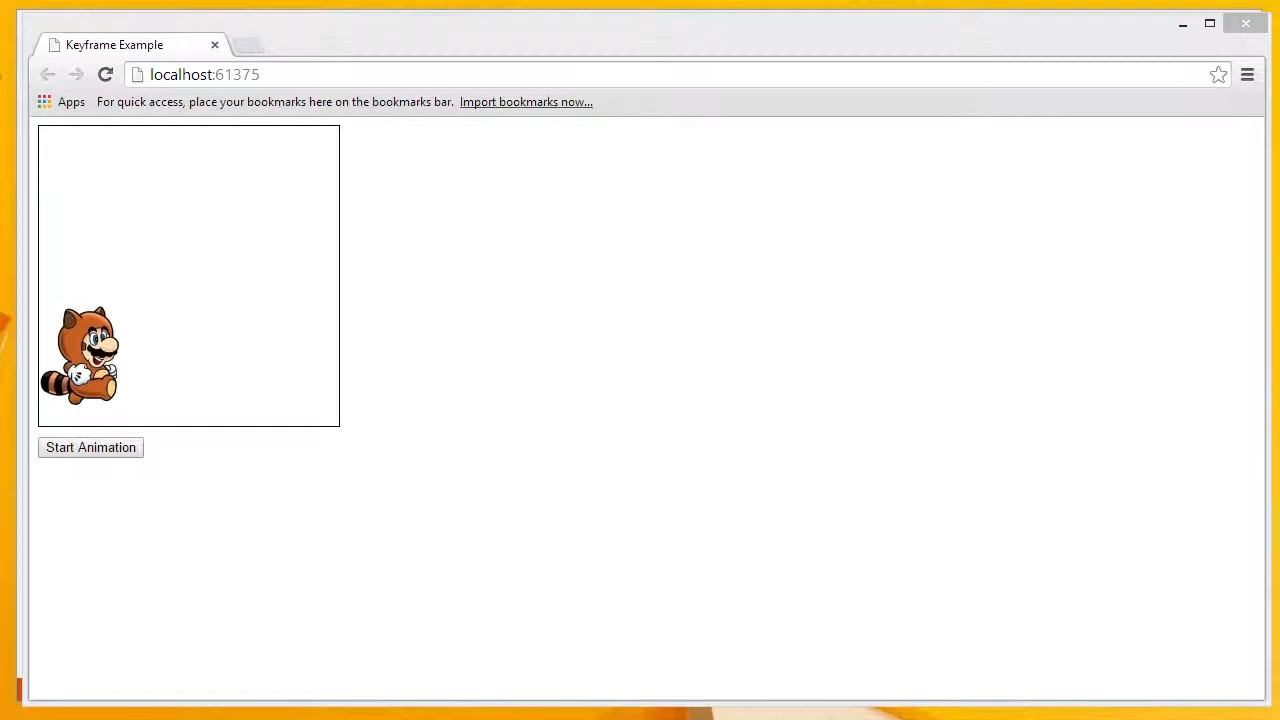 Keyframe Example
localhost:61375
Apps For quick access, place your bookmarks here on the bookmarks bar. Import bookmarks now...
Start Animation